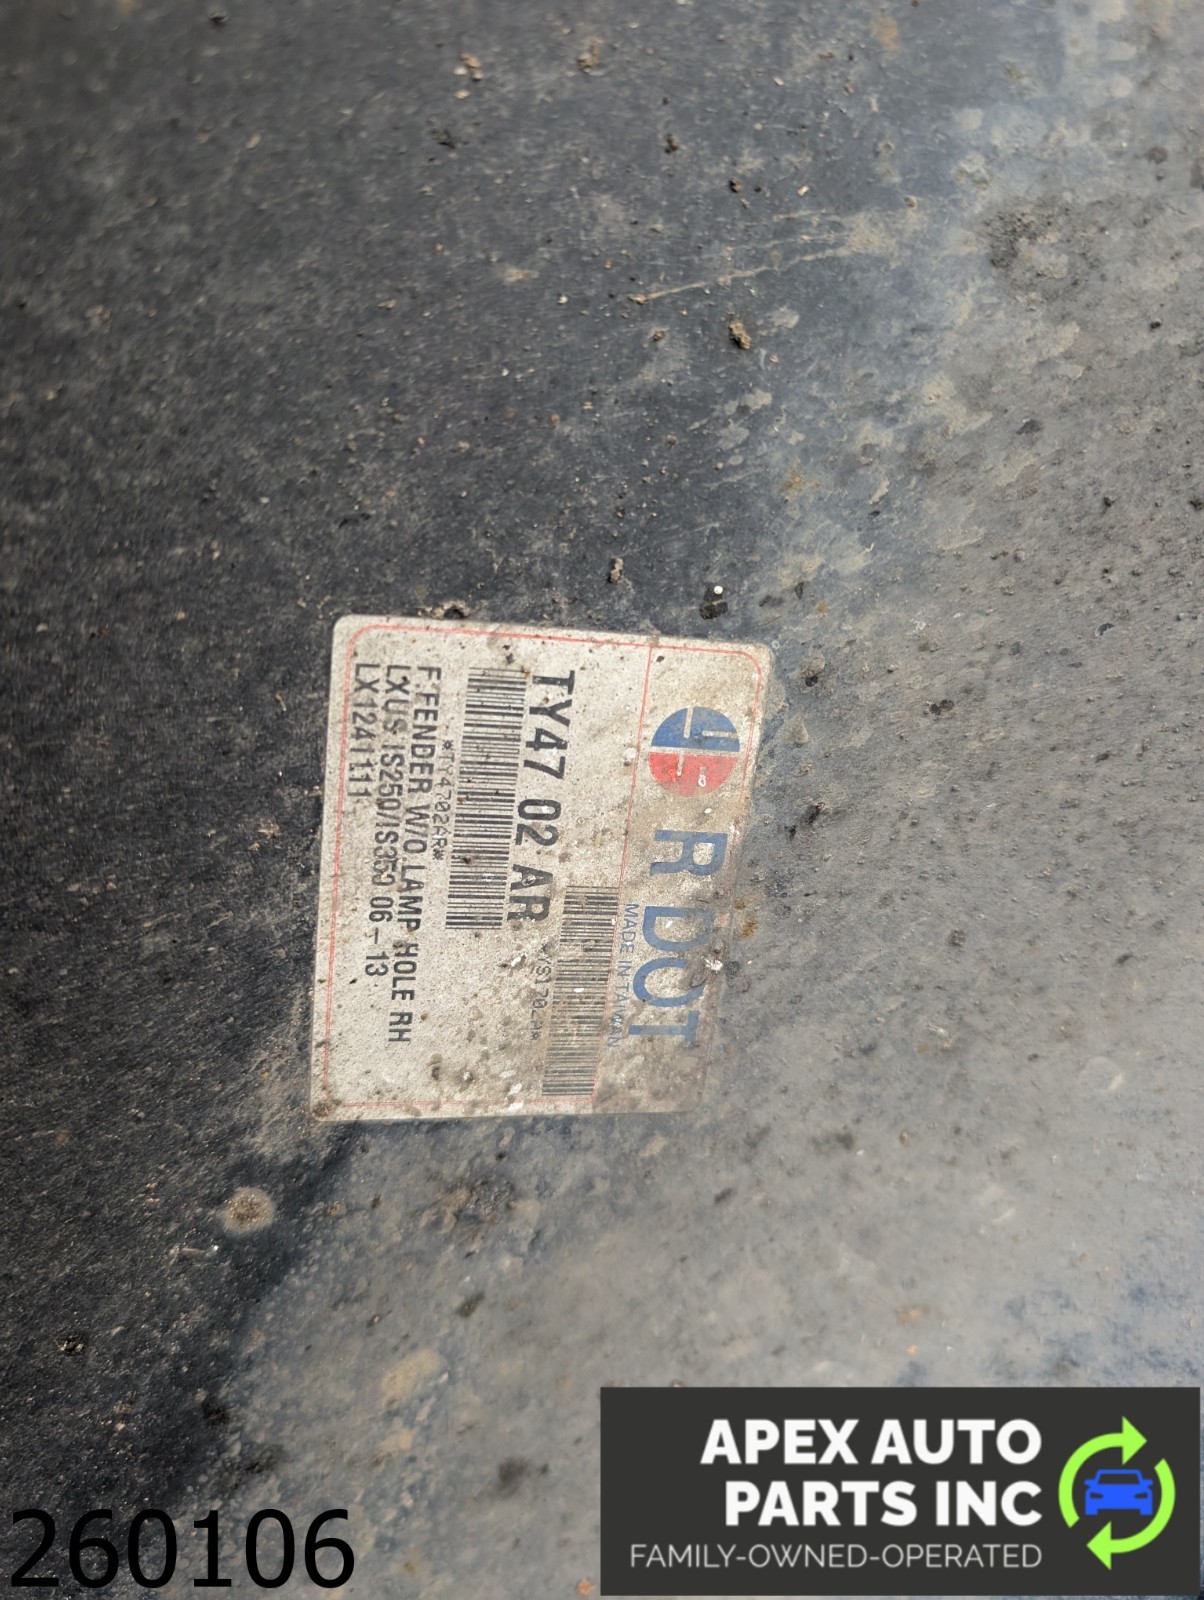 R DOT
MADE IN TAIWAN
TY47 02 AR
*TY4702AR*
F.FENDER W/O LAMP HOLE RH
LXUS IS250/IS350 06-13
LX1241111
260106
APEX AUTO
PARTS INC
FAMILY-OWNED-OPERATED